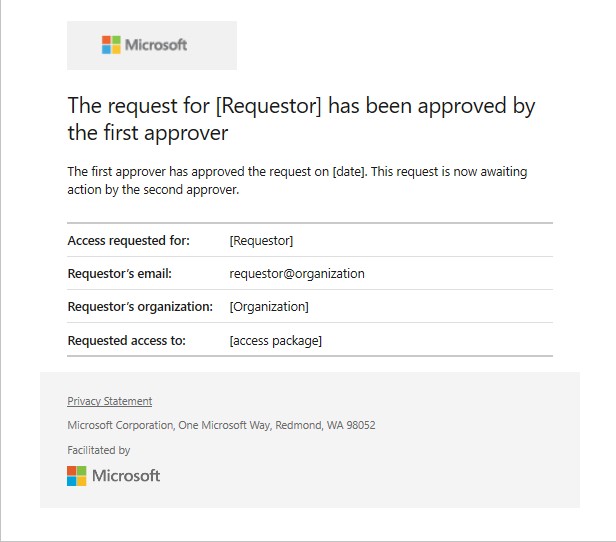 Microsoft
The request for [Requestor] has been approved by
the first approver
The first approver has approved the request on [date]. This request is now awaiting
action by the second approver.
Access requested for: [Requestor]
Requestor’s email: requestor@organization
Requestor’s organization: [Organization]
Requested access to: [access package]
Privacy Statement
Microsoft Corporation, One Microsoft Way, Redmond, WA 98052
Facilitated by
Microsoft